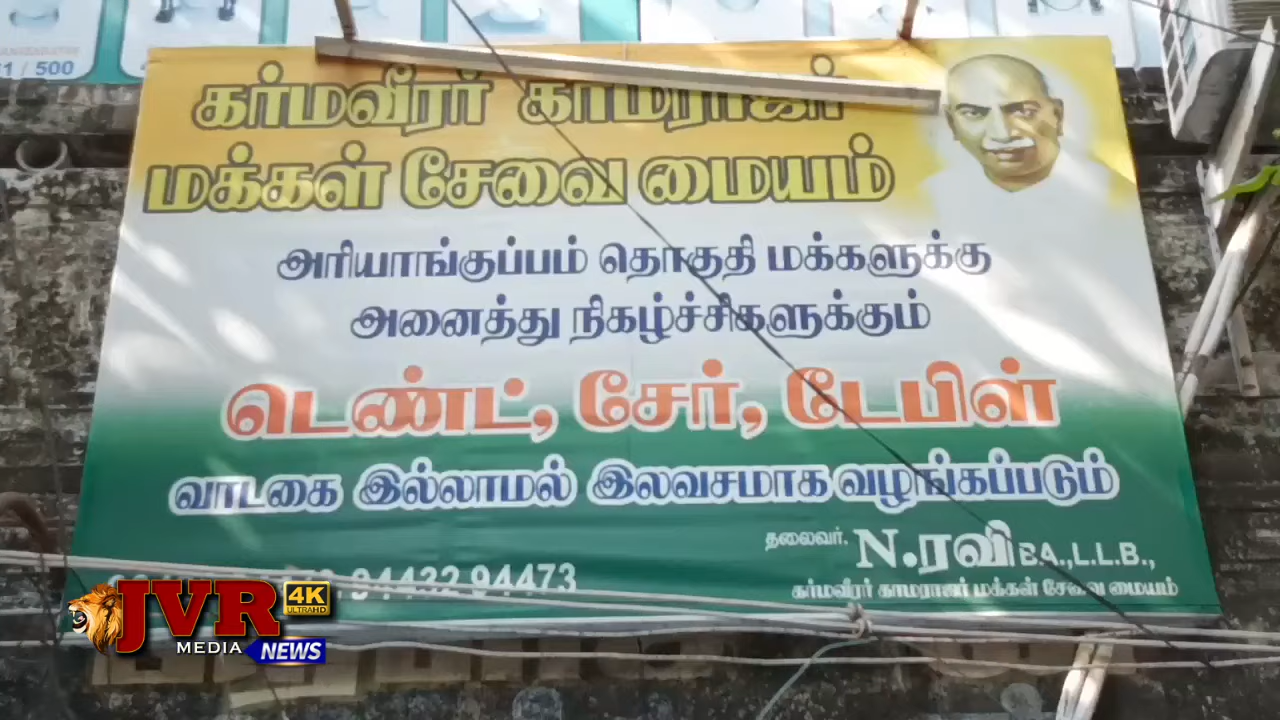 1 / 500
கர்மவீரர் காமராஜர்
மக்கள் சேவை மையம்
அரியாங்குப்பம் தொகுதி மக்களுக்கு
அனைத்து நிகழ்ச்சிகளுக்கும்
டெண்ட், சேர், டேபிள்
வாடகை இல்லாமல் இலவசமாக வழங்கப்படும்
தலைவர். N.ரவி B.A.,L.L.B.,
கர்மவீரர் காமராஜர் மக்கள் சேவை மையம்
94432 94473
JVR 4K
ULTRAHD
MEDIA NEWS